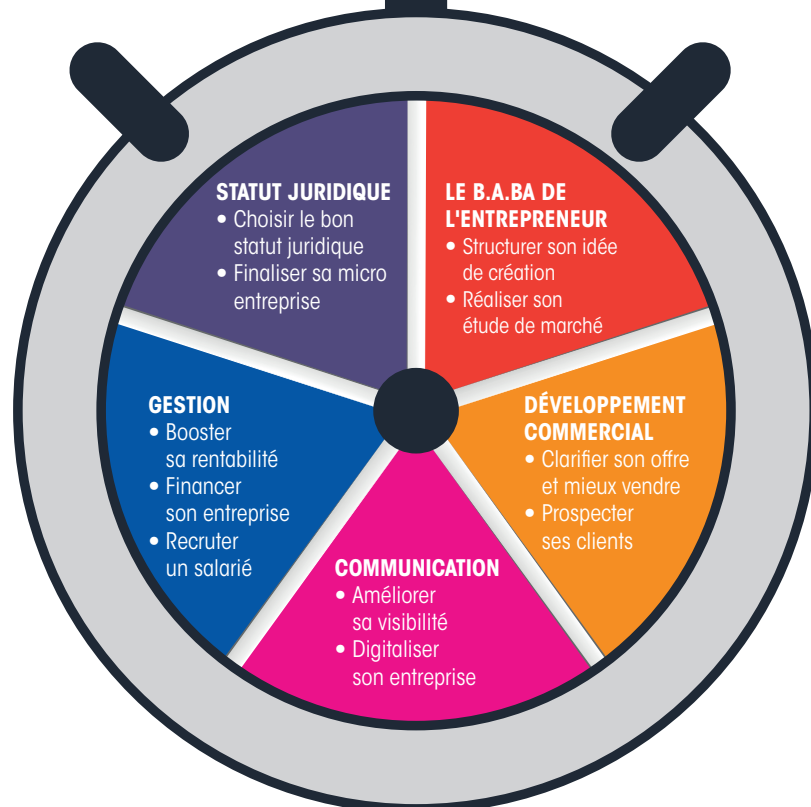 STATUT JURIDIQUE
• Choisir le bon
statut juridique
• Finaliser sa micro
entreprise
LE B.A.BA DE
L'ENTREPRENEUR
• Structurer son idée
de création
• Réaliser son
étude de marché
GESTION
• Booster
sa rentabilité
• Financer
son entreprise
• Recruter
un salarié
DÉVELOPPEMENT
COMMERCIAL
• Clarifier son offre
et mieux vendre
• Prospecter
ses clients
COMMUNICATION
• Améliorer
sa visibilité
• Digitaliser
son entreprise